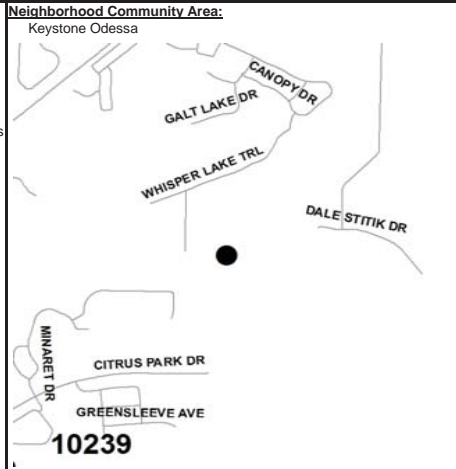 Neighborhood Community Area:
Keystone Odessa
CANOPY DR
GALT LAKE DR
s
WHISPER LAKE TRL
DALE STITIK DR
MINARET DR
CITRUS PARK DR
GREENSLEEVE AVE
10239